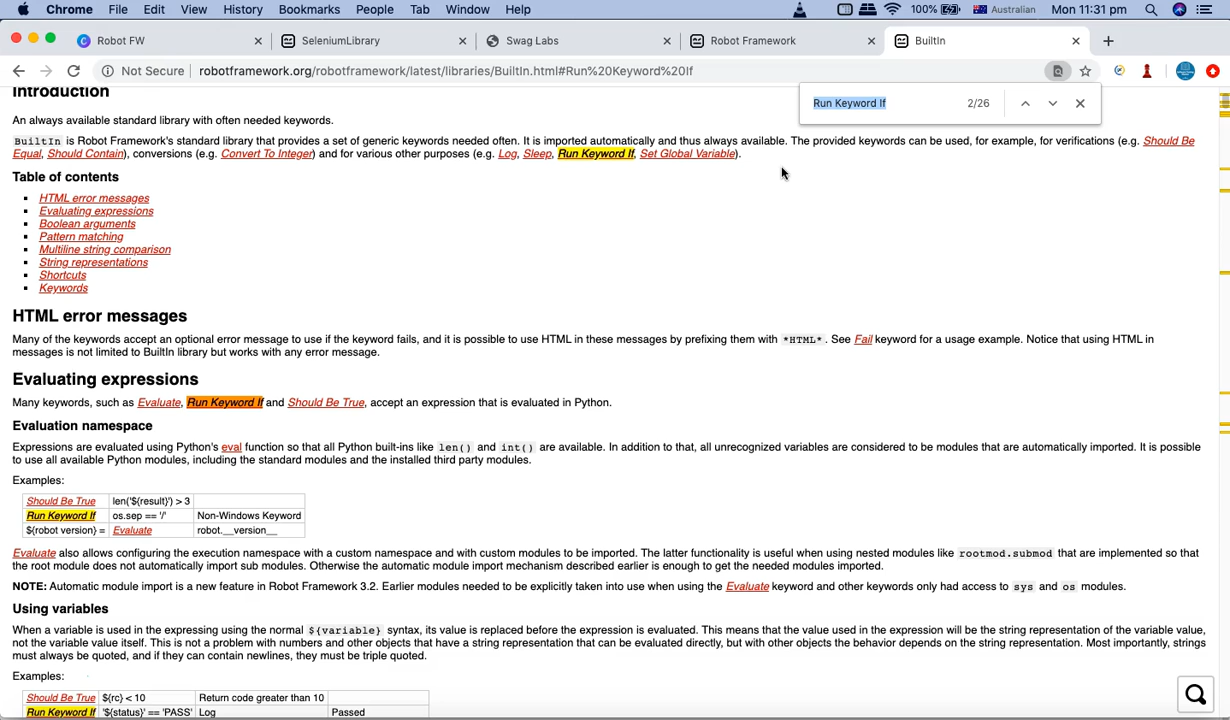 Chrome File Edit View History Bookmarks People Tab Window Help 100% Australian Mon 11:31 pm
Robot FW SeleniumLibrary Swag Labs Robot Framework BuiltIn
Not Secure robotframework.org/robotframework/latest/libraries/BuiltIn.html#Run%20Keyword%20If
Run Keyword If 2/26
Introduction
An always available standard library with often needed keywords.
BuiltIn is Robot Framework's standard library that provides a set of generic keywords needed often. It is imported automatically and thus always available. The provided keywords can be used, for example, for verifications (e.g. Should Be
Equal, Should Contain), conversions (e.g. Convert To Integer) and for various other purposes (e.g. Log, Sleep, Run Keyword If, Set Global Variable).
Table of contents
HTML error messages
Evaluating expressions
Boolean arguments
Pattern matching
Multiline string comparison
String representations
Shortcuts
Keywords
HTML error messages
Many of the keywords accept an optional error message to use if the keyword fails, and it is possible to use HTML in these messages by prefixing them with *HTML* . See Fail keyword for a usage example. Notice that using HTML in
messages is not limited to BuiltIn library but works with any error message.
Evaluating expressions
Many keywords, such as Evaluate, Run Keyword If and Should Be True, accept an expression that is evaluated in Python.
Evaluation namespace
Expressions are evaluated using Python's eval function so that all Python built-ins like len() and int() are available. In addition to that, all unrecognized variables are considered to be modules that are automatically imported. It is possible
to use all available Python modules, including the standard modules and the installed third party modules.
Examples:
Should Be True len('${result}') > 3
Run Keyword If os.sep == '/' Non-Windows Keyword
${robot version} = Evaluate robot.__version__
Evaluate also allows configuring the execution namespace with a custom namespace and with custom modules to be imported. The latter functionality is useful when using nested modules like rootmod.submod that are implemented so that
the root module does not automatically import sub modules. Otherwise the automatic module import mechanism described earlier is enough to get the needed modules imported.
NOTE: Automatic module import is a new feature in Robot Framework 3.2. Earlier modules needed to be explicitly taken into use when using the Evaluate keyword and other keywords only had access to sys and os modules.
Using variables
When a variable is used in the expressing using the normal ${variable} syntax, its value is replaced before the expression is evaluated. This means that the value used in the expression will be the string representation of the variable value,
not the variable value itself. This is not a problem with numbers and other objects that have a string representation that can be evaluated directly, but with other objects the behavior depends on the string representation. Most importantly, strings
must always be quoted, and if they can contain newlines, they must be triple quoted.
Examples:
Should Be True ${rc} < 10 Return code greater than 10
Run Keyword If '${status}' == 'PASS' Log Passed